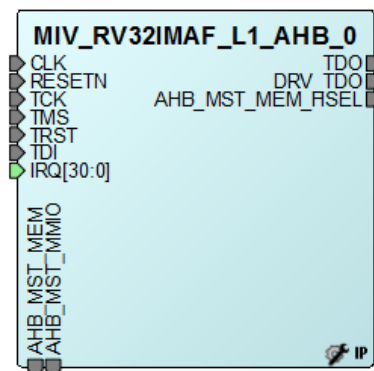 MIV_RV32IMAF_L1_AHB_0
CLK
RESETN
TCK
TMS
TRST
TDI
IRQ[30:0]
TDO
DRV_TDO
AHB_MST_MEM_HSEL
AHB_MST_MEM
AHB_MST_MMIO
IP